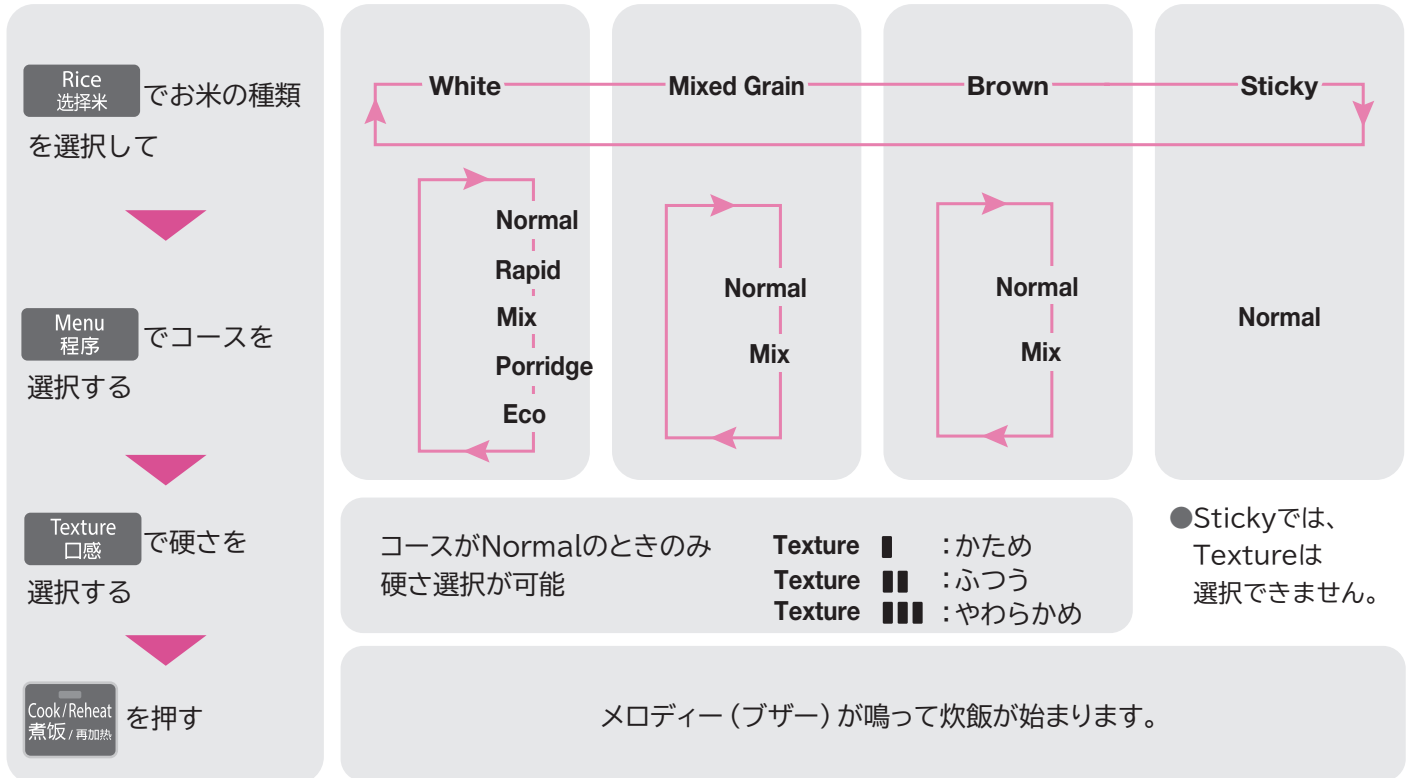 Rice
选择米
でお米の種類
を選択して
White
Mixed Grain
Brown
Sticky
Menu
程序
でコースを
選択する
Normal
Rapid
Mix
Porridge
Eco
Normal
Mix
Normal
Mix
Normal
Texture
口感
で硬さを
選択する
コースがNormalのときのみ
硬さ選択が可能
Texture ▮ :かため
Texture ▮▮ :ふつう
Texture ▮▮▮ :やわらかめ
●Stickyでは、
Textureは
選択できません。
Cook/Reheat
煮饭/再加热
を押す
メロディー(ブザー)が鳴って炊飯が始まります。